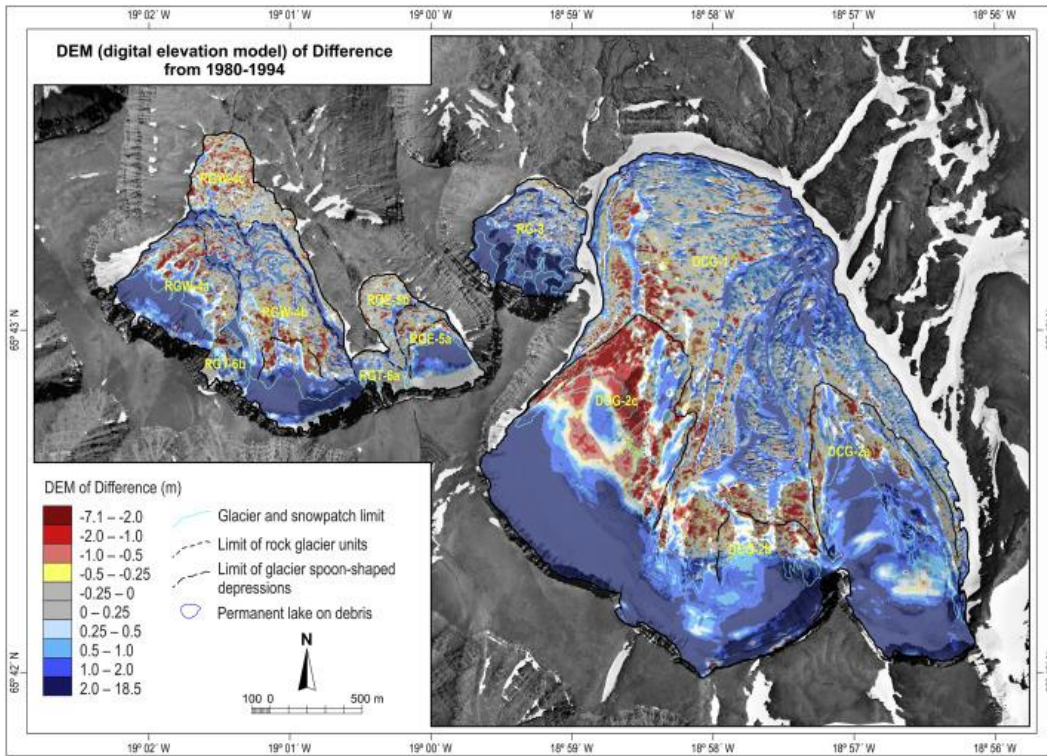 19° 02´ W
19° 01´ W
19° 00´ W
18° 59´ W
18° 58´ W
18° 57´ W
18° 56´ W
DEM (digital elevation model) of Difference
from 1980-1994
RGW-4c
RG-3
DCG-1?
RGW-4a
RGW-4b
RGE-5b
RGE-5a
RGT-6b
RGT-6a
DCG-2c
DCG-2a
DCG-2b
65° 43´ N
65° 42´ N
DEM of Difference (m)
-7.1 – -2.0
-2.0 – -1.0
-1.0 – -0.5
-0.5 – -0.25
-0.25 – 0
0 – 0.25
0.25 – 0.5
0.5 – 1.0
1.0 – 2.0
2.0 – 18.5
Glacier and snowpatch limit
Limit of rock glacier units
Limit of glacier spoon-shaped
depressions
Permanent lake on debris
N
100 0
500 m
19° 02´ W
19° 01´ W
19° 00´ W
18° 59´ W
18° 58´ W
18° 57´ W
18° 56´ W